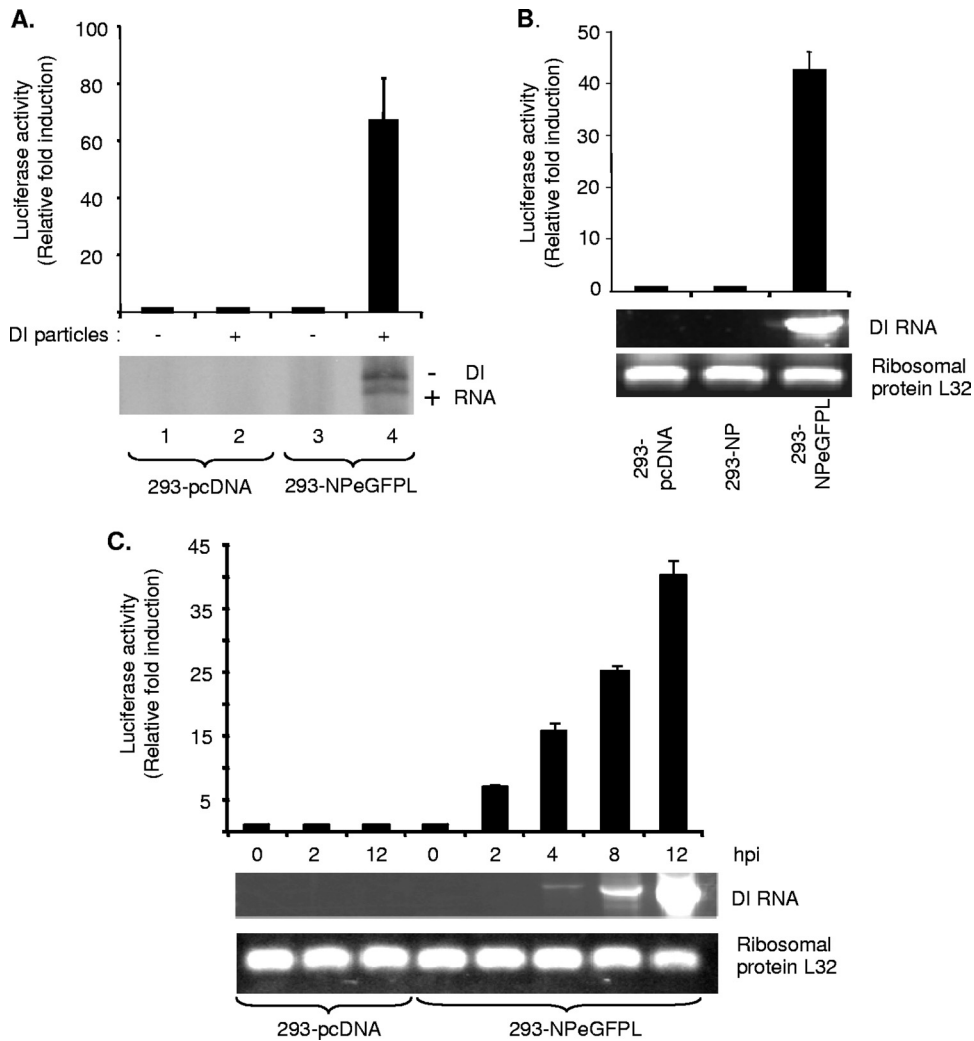 A.
Luciferase activity
(Relative fold induction)
100
80
60
40
20
DI particles : - + - +
- DI
+ RNA
1 2 3 4
293-pcDNA 293-NPeGFPL
B.
Luciferase activity
(Relative fold induction)
50
40
30
20
10
0
DI RNA
Ribosomal
protein L32
293-
pcDNA
293-NP
293-
NPeGFPL
C.
Luciferase activity
(Relative fold induction)
45
35
25
15
5
0 2 12 0 2 4 8 12 hpi
DI RNA
Ribosomal
protein L32
293-pcDNA 293-NPeGFPL